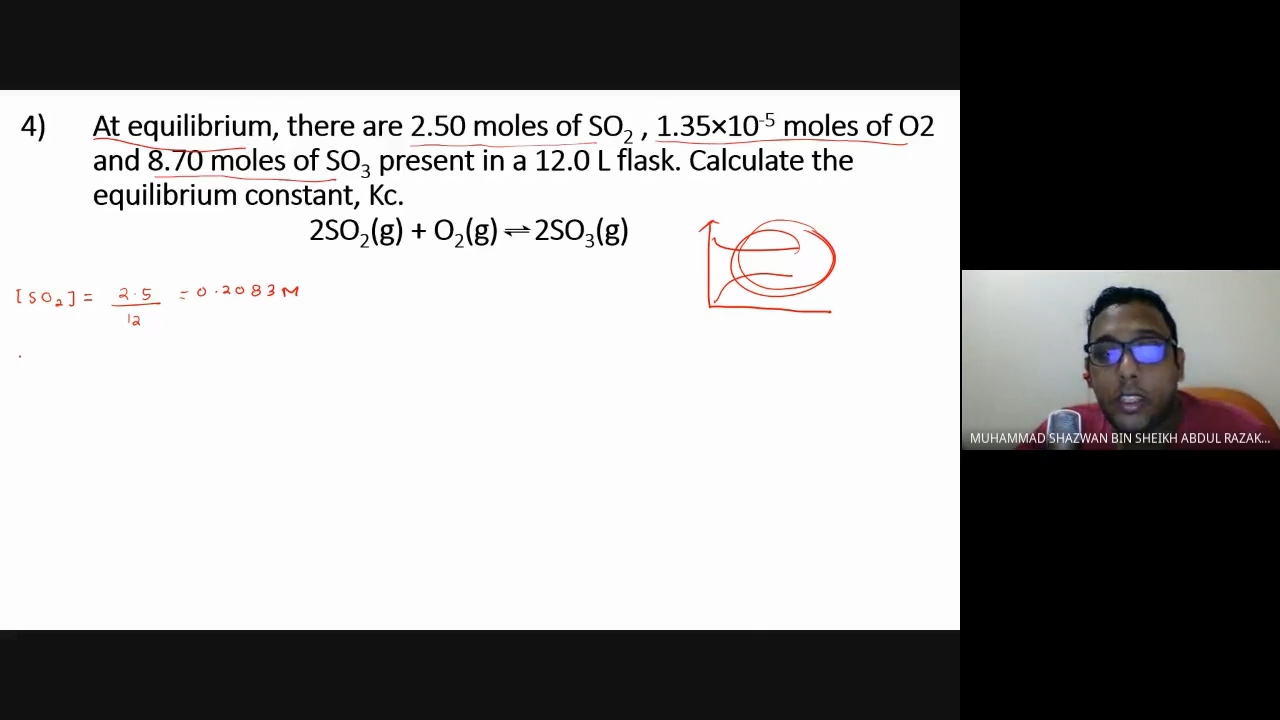 4) At equilibrium, there are 2.50 moles of SO₂ , 1.35×10⁻⁵ moles of O2
and 8.70 moles of SO₃ present in a 12.0 L flask. Calculate the
equilibrium constant, Kc.
2SO₂(g) + O₂(g) ⇌ 2SO₃(g)
[SO₂] = 2.5 / 12 = 0.2083 M
MUHAMMAD SHAZWAN BIN SHEIKH ABDUL RAZAK...